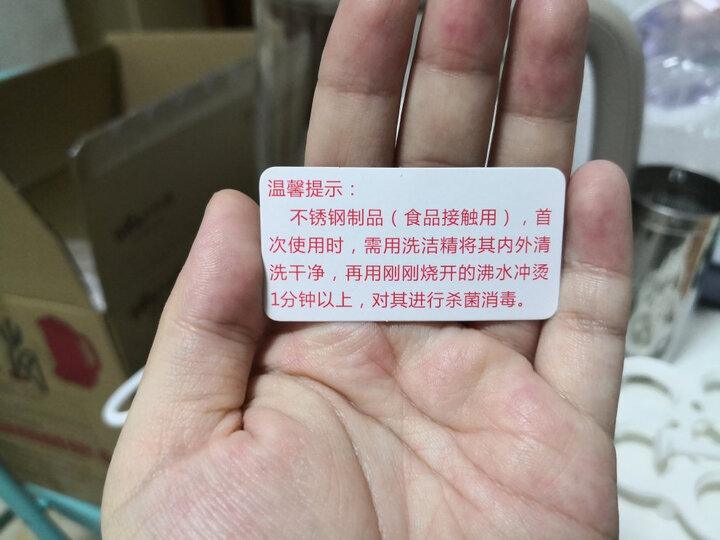 温馨提示：
不锈钢制品（食品接触用），首
次使用时，需用洗洁精将其内外清
洗干净，再用刚刚烧开的沸水冲烫
1分钟以上，对其进行杀菌消毒。